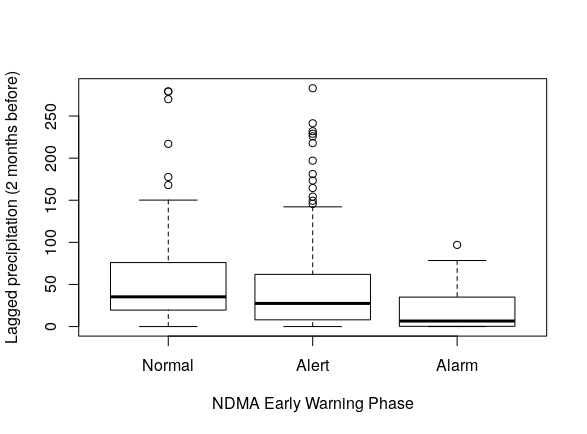 Lagged precipitation (2 months before)
250
200
150
100
50
0
Normal Alert Alarm
NDMA Early Warning Phase